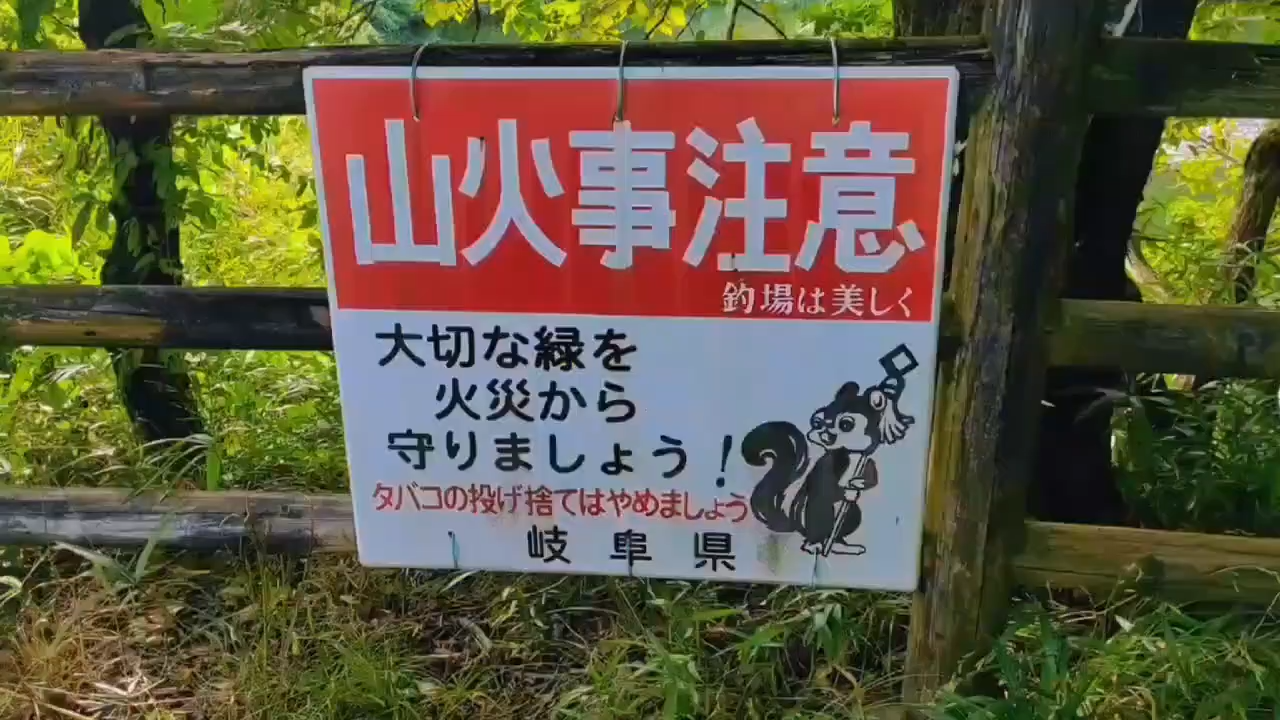 山火事注意
釣場は美しく
大切な緑を
火災から
守りましょう！
タバコの投げ捨てはやめましょう
岐阜県